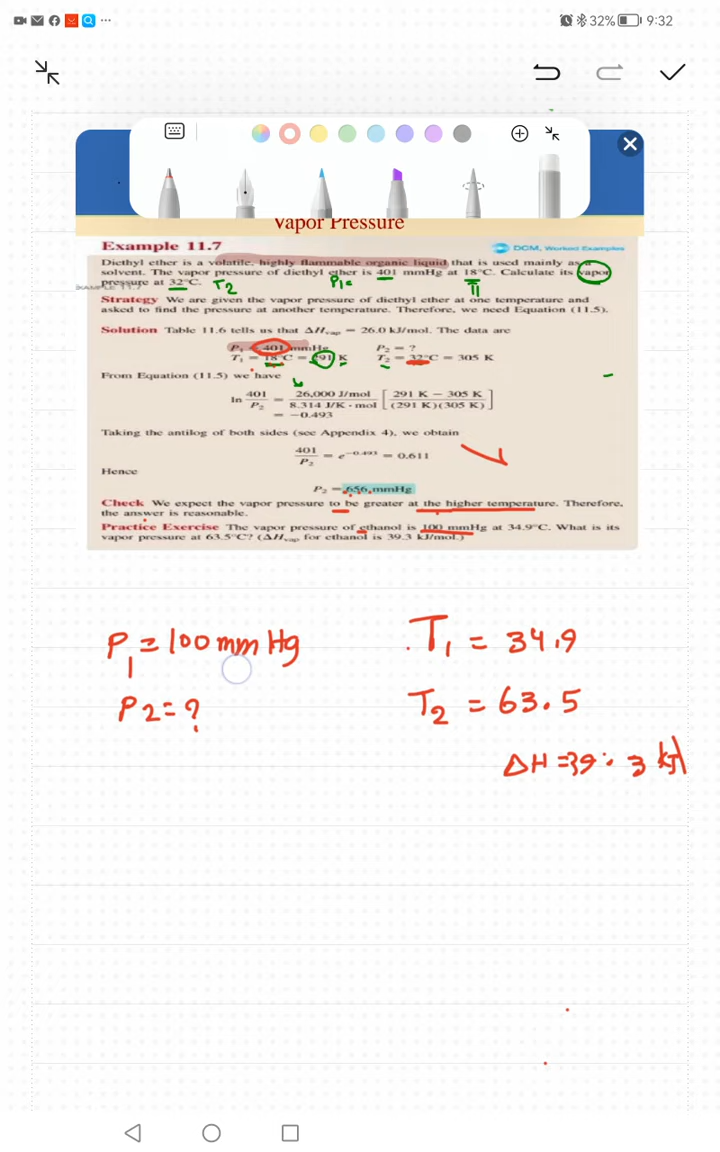 32% 9:32
Vapor Pressure
Example 11.7 DCM, Worked Examples
Diethyl ether is a volatile, highly flammable organic liquid that is used mainly as a
solvent. The vapor pressure of diethyl ether is 401 mmHg at 18°C. Calculate its vapor
pressure at 32°C. T2 P1= T1
Strategy We are given the vapor pressure of diethyl ether at one temperature and
asked to find the pressure at another temperature. Therefore, we need Equation (11.5).
Solution Table 11.6 tells us that ΔHvap = 26.0 kJ/mol. The data are
P1 = 401 mmHg P2 = ?
T1 = 18°C = 291 K T2 = 32°C = 305 K
From Equation (11.5) we have
ln 401/P2 = 26,000 J/mol / 8.314 J/K · mol [291 K − 305 K / (291 K)(305 K)]
= −0.493
Taking the antilog of both sides (see Appendix 4), we obtain
401/P2 = e^−0.493 = 0.611
Hence
P2 = 656 mmHg
Check We expect the vapor pressure to be greater at the higher temperature. Therefore,
the answer is reasonable.
Practice Exercise The vapor pressure of ethanol is 100 mmHg at 34.9°C. What is its
vapor pressure at 63.5°C? (ΔHvap for ethanol is 39.3 kJ/mol.)
P1 = 100 mm Hg T1 = 34.9
P2 = ? T2 = 63.5
ΔH = 39.3 kJ